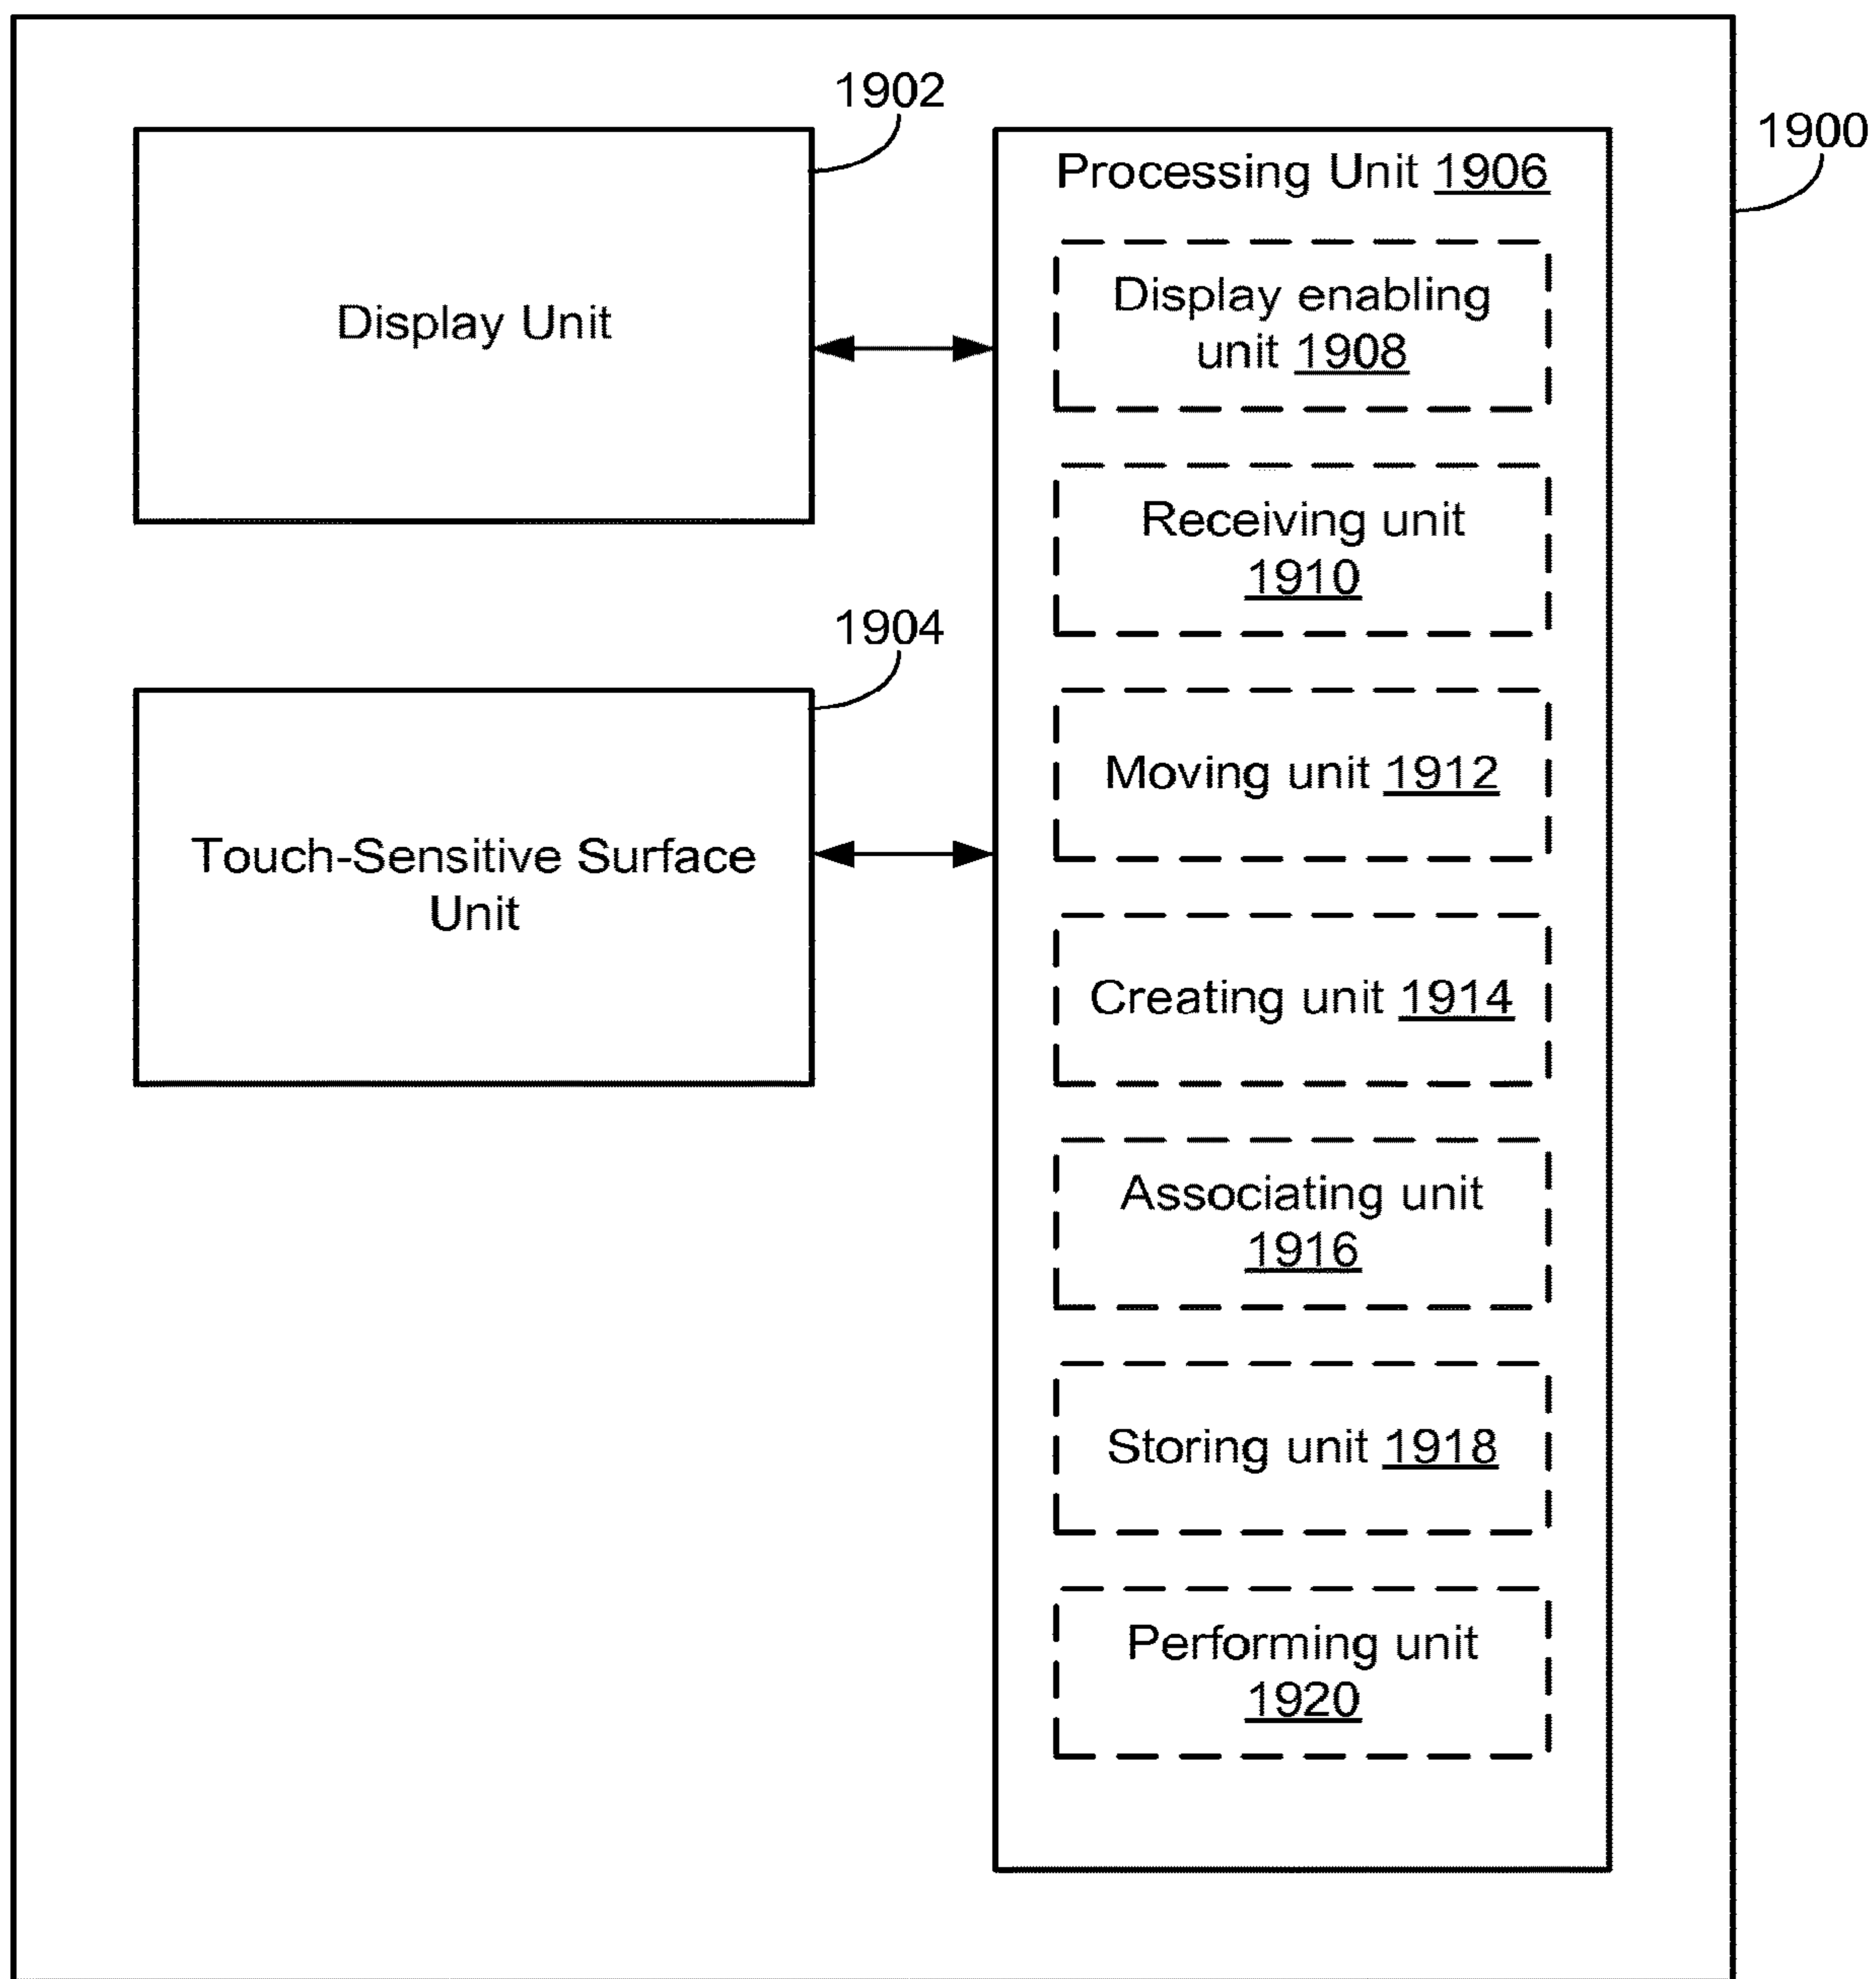 1902
1900
Display Unit
1904
Touch-Sensitive Surface
Unit
Processing Unit 1906
Display enabling
unit 1908
Receiving unit
1910
Moving unit 1912
Creating unit 1914
Associating unit
1916
Storing unit 1918
Performing unit
1920